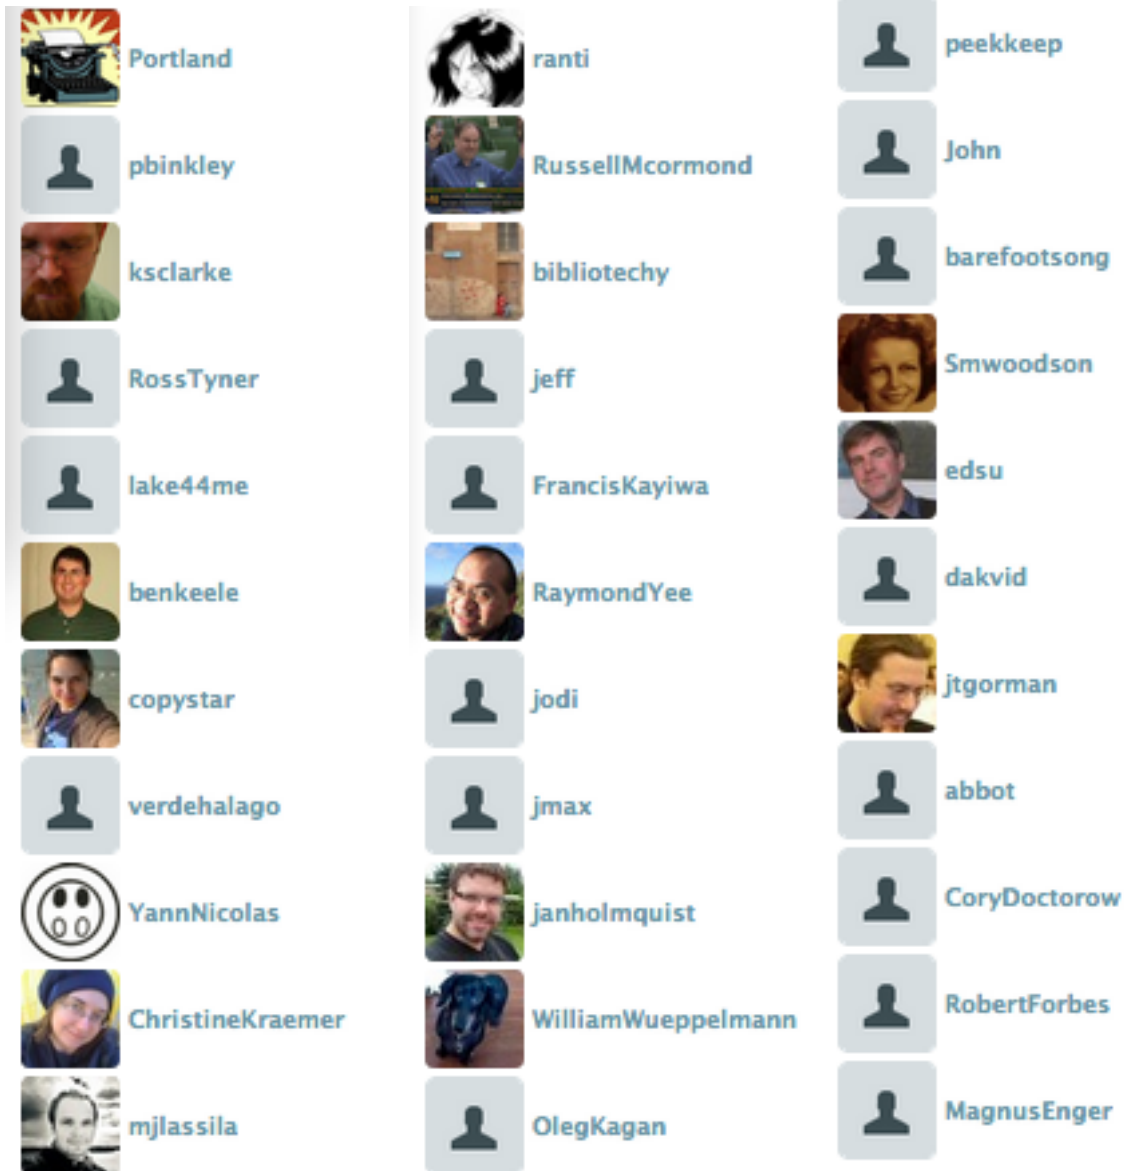 Portland
pbinkley
ksclarke
RossTyner
lake44me
benkeele
copystar
verdehalago
YannNicolas
ChristineKraemer
mjlassila
ranti
RussellMcormond
bibliotechy
jeff
FrancisKayiwa
RaymondYee
jodi
jmax
janholmquist
WilliamWueppelmann
OlegKagan
peekkeep
John
barefootsong
Smwoodson
edsu
dakvid
jtgorman
abbot
CoryDoctorow
RobertForbes
MagnusEnger